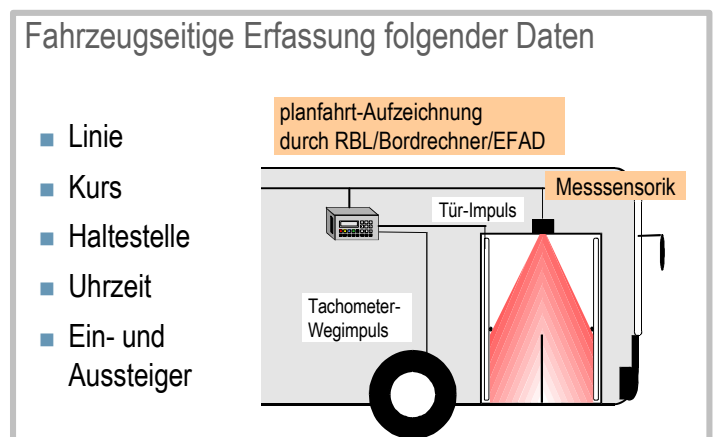 Fahrzeugseitige Erfassung folgender Daten
Linie
Kurs
Haltestelle
Uhrzeit
Ein- und
Aussteiger
planfahrt-Aufzeichnung
durch RBL/Bordrechner/EFAD
Messsensorik
Tür-Impuls
Tachometer-
Wegimpuls